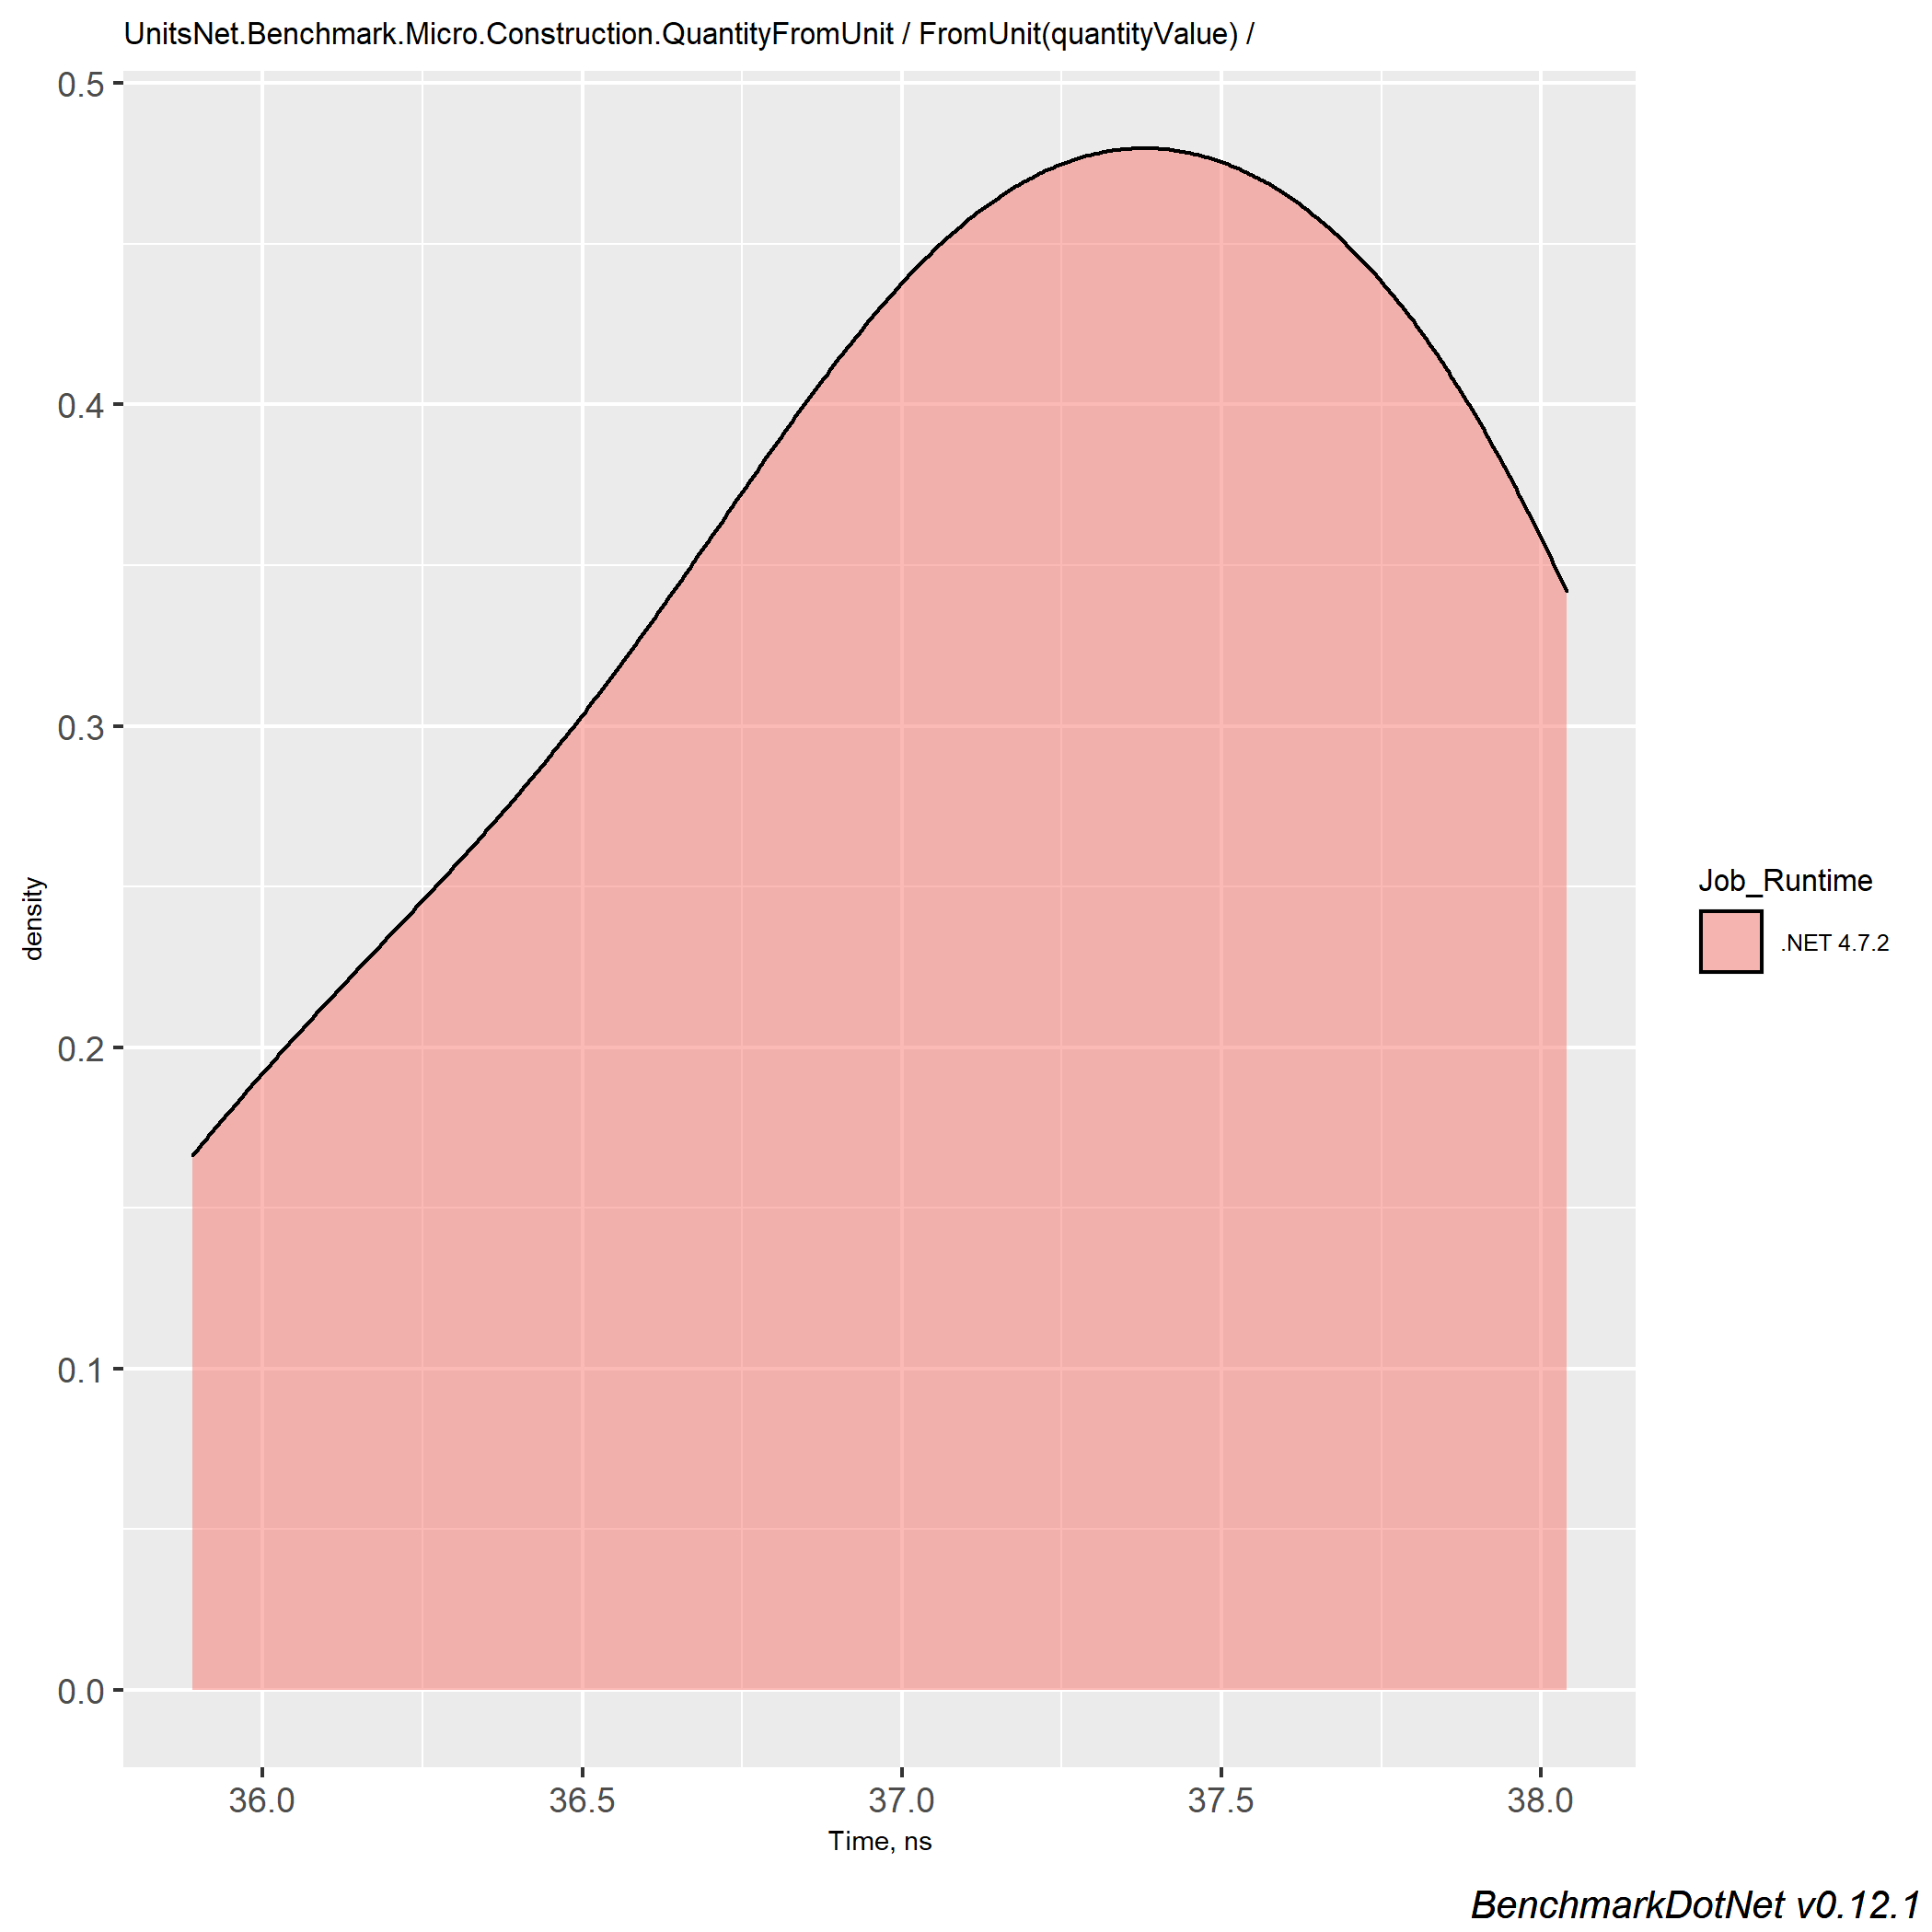 UnitsNet.Benchmark.Micro.Construction.QuantityFromUnit / FromUnit(quantityValue) /
0.5
0.4
0.3
0.2
0.1
0.0
density
36.0 36.5 37.0 37.5 38.0
Time, ns
Job_Runtime
.NET 4.7.2
BenchmarkDotNet v0.12.1